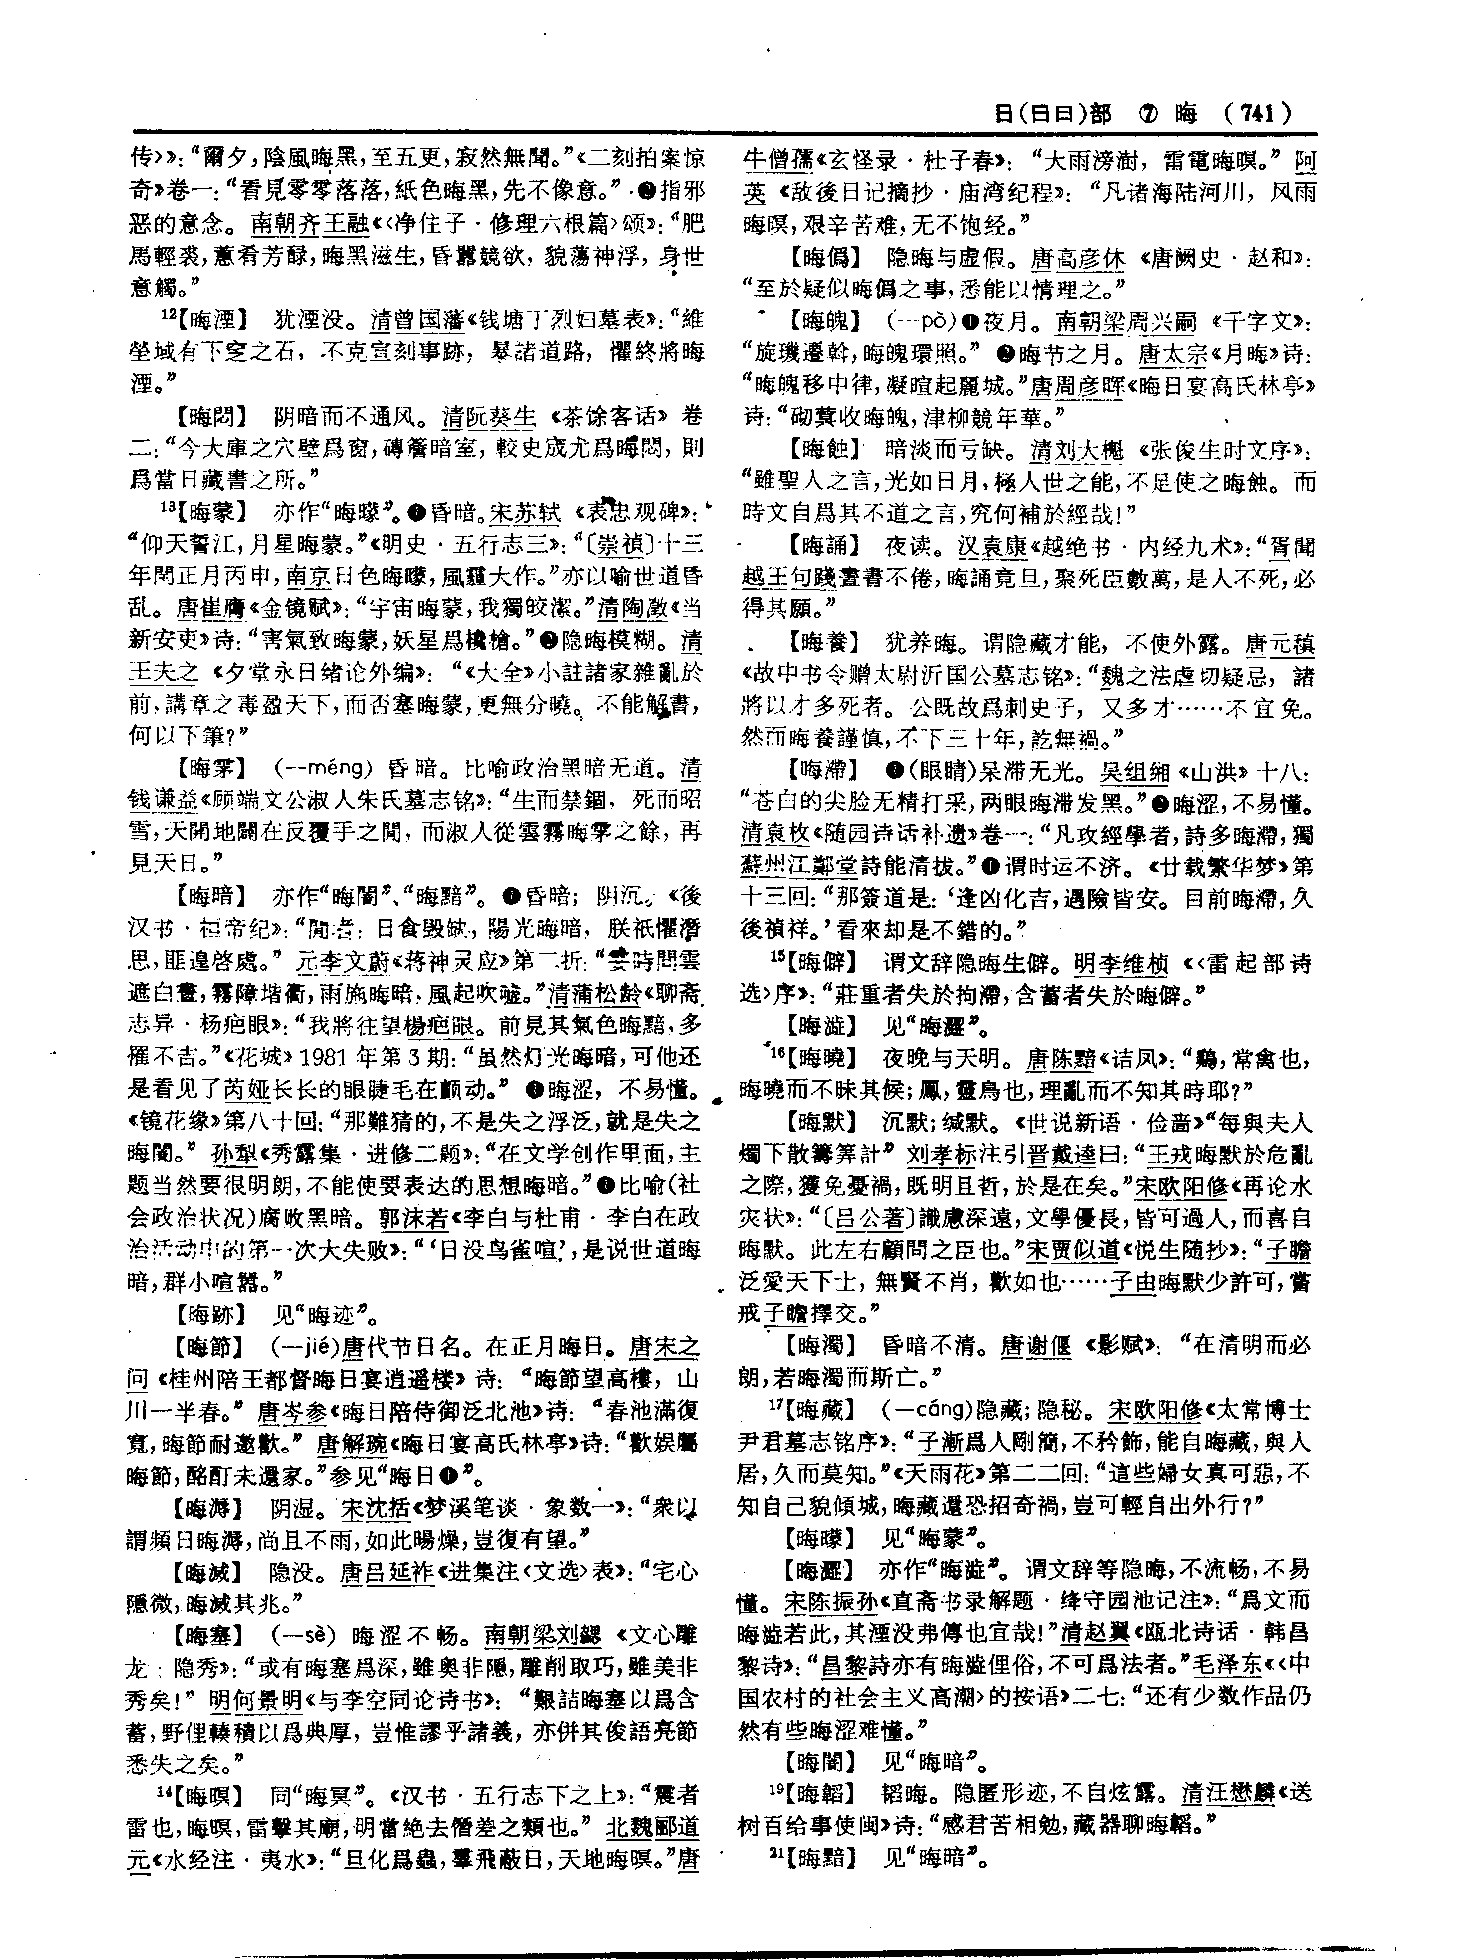 日(日曰)部 ⑦ 晦 (741)
传〉》：“爾夕，陰風晦黑，至五更，寂然無聞。”《二刻拍案惊
奇》卷一：“看見零零落落，紙色晦黑，先不像意。”❷指邪
恶的意念。南朝齐王融《〈净住子·修理六根篇〉颂》：“肥
馬輕裘，蕙肴芳醁，晦黑滋生，昏囂競欲，貌蕩神浮，身世
意觸。”
12【晦湮】 犹湮没。清曾国藩《钱塘丁烈妇墓表》：“維
塋域有下窆之石，不克宣刻事跡，㬥諸道路，懼終將晦
湮。”
【晦悶】 阴暗而不通风。清阮葵生《茶馀客话》卷
二：“今大庫之穴壁爲窗，磚簷暗室，較史宬尤爲晦悶，則
爲當日藏書之所。”
13【晦蒙】 亦作“晦曚”。❶昏暗。宋苏轼《表忠观碑》：
“仰天誓江，月星晦蒙。”《明史·五行志三》：“〔崇禎〕十三
年閏正月丙申，南京日色晦曚，風霾大作。”亦以喻世道昏
乱。唐崔膺《金镜赋》：“宇宙晦蒙，我獨皎潔。”清陶澂《当
新安吏》诗：“害氣致晦蒙，妖星爲欃槍。”❷隐晦模糊。清
王夫之《夕堂永日绪论外编》：“《大全》小註諸家雜亂於
前，講章之毒盈天下，而否塞晦蒙，更無分曉。不能解書，
何以下筆？”
【晦雺】 (--méng) 昏暗。比喻政治黑暗无道。清
钱谦益《顾端文公淑人朱氏墓志铭》：“生而禁錮，死而昭
雪，天開地闢在反覆手之間，而淑人從雲霧晦雺之餘，再
見天日。”
【晦暗】 亦作“晦闇”、“晦黯”。❶昏暗；阴沉。《後
汉书·桓帝纪》：“閒者，日食毁缺，陽光晦暗，朕祇懼潛
思，匪遑啓處。”元李文蔚《蒋神灵应》第二折：“霎時間雲
遮白晝，霧障堦衢，雨施晦暗，風起吹嘘。”清蒲松龄《聊斋
志异·杨疤眼》：“我將往望楊疤眼。前見其氣色晦黯，多
罹不吉。”《花城》1981年第3期：“虽然灯光晦暗，可他还
是看见了芮娅长长的眼睫毛在颤动。”❷晦涩，不易懂。
《镜花缘》第八十回：“那難猜的，不是失之浮泛，就是失之
晦闇。”孙犁《秀露集·进修二题》：“在文学创作里面，主
题当然要很明朗，不能使要表达的思想晦暗。”❸比喻(社
会政治状况)腐败黑暗。郭沫若《李白与杜甫·李白在政
治活动中的第一次大失败》：“‘日没鸟雀喧’，是说世道晦
暗，群小喧嚣。”
【晦跡】 见“晦迹”。
【晦節】 (—jié)唐代节日名。在正月晦日。唐宋之
问《桂州陪王都督晦日宴逍遥楼》诗：“晦節望高樓，山
川一半春。”唐岑参《晦日陪侍御泛北池》诗：“春池滿復
寬，晦節耐邀歡。”唐解琬《晦日宴高氏林亭》诗：“歡娱屬
晦節，酩酊未還家。”参见“晦日❶”。
【晦溽】 阴湿。宋沈括《梦溪笔谈·象数一》：“衆以
謂頻日晦溽，尚且不雨，如此暘燥，豈復有望。”
【晦滅】 隐没。唐吕延祚《进集注〈文选〉表》：“宅心
隱微，晦滅其兆。”
【晦塞】 (—sè) 晦涩不畅。南朝梁刘勰《文心雕
龙·隐秀》：“或有晦塞爲深，雖奥非隱，雕削取巧，雖美非
秀矣！”明何景明《与李空同论诗书》：“艱詰晦塞以爲含
蓄，野俚輳積以爲典厚，豈惟謬乎諸義，亦併其俊語亮節
悉失之矣。”
14【晦暝】 同“晦冥”。《汉书·五行志下之上》：“震者
雷也，晦暝，雷擊其廟，明當絶去僭差之類也。”北魏郦道
元《水经注·夷水》：“旦化爲蟲，羣飛蔽日，天地晦暝。”唐
牛僧孺《玄怪录·杜子春》：“大雨滂澍，雷電晦暝。”阿
英《敌後日记摘抄·庙湾纪程》：“凡诸海陆河川，风雨
晦暝，艰辛苦难，无不饱经。”
【晦僞】 隐晦与虚假。唐高彦休《唐阙史·赵和》：
“至於疑似晦僞之事，悉能以情理之。”
【晦魄】 (—pò)❶夜月。南朝梁周兴嗣《千字文》：
“旋璣遷斡，晦魄環照。”❷晦节之月。唐太宗《月晦》诗：
“晦魄移中律，凝暄起麗城。”唐周彦晖《晦日宴高氏林亭》
诗：“砌蓂收晦魄，津柳競年華。”
【晦蝕】 暗淡而亏缺。清刘大櫆《张俊生时文序》：
“雖聖人之言，光如日月，極人世之能，不足使之晦蝕。而
時文自爲其不道之言，究何補於經哉！”
【晦誦】 夜读。汉袁康《越绝书·内经九术》：“胥聞
越王句踐晝書不倦，晦誦竟旦，聚死臣數萬，是人不死，必
得其願。”
【晦養】 犹养晦。谓隐藏才能，不使外露。唐元稹
《故中书令赠太尉沂国公墓志铭》：“魏之法虐切疑忌，諸
將以才多死者。公既故爲刺史子，又多才……不宜免。
然而晦養謹慎，不下三十年，訖無禍。”
【晦滯】 ❶(眼睛)呆滞无光。吴组缃《山洪》十八：
“苍白的尖脸无精打采，两眼晦滞发黑。”❷晦涩，不易懂。
清袁枚《随园诗话补遗》卷一：“凡攻經學者，詩多晦滯，獨
蘇州江鄭堂詩能清拔。”❸谓时运不济。《廿载繁华梦》第
十三回：“那簽道是：‘逢凶化吉，遇險皆安。目前晦滯，久
後禎祥。’看來却是不錯的。”
15【晦僻】 谓文辞隐晦生僻。明李维桢《〈雷起部诗
选〉序》：“莊重者失於拘滯，含蓄者失於晦僻。”
【晦澁】 见“晦澀”。
16【晦曉】 夜晚与天明。唐陈黯《诘凤》：“鷄，常禽也，
晦曉而不昧其候；鳳，靈鳥也，理亂而不知其時耶？”
【晦默】 沉默；缄默。《世说新语·俭啬》“每與夫人
燭下散籌筭計”刘孝标注引晋戴逵曰：“王戎晦默於危亂
之際，獲免憂禍，既明且哲，於是在矣。”宋欧阳修《再论水
灾状》：“〔吕公著〕識慮深遠，文學優長，皆可過人，而喜自
晦默。此左右顧問之臣也。”宋贾似道《悦生随抄》：“子瞻
泛愛天下士，無賢不肖，歡如也……子由晦默少許可，嘗
戒子瞻擇交。”
【晦濁】 昏暗不清。唐谢偃《影赋》：“在清明而必
朗，若晦濁而斯亡。”
17【晦藏】 (—cáng)隐藏；隐秘。宋欧阳修《太常博士
尹君墓志铭序》：“子漸爲人剛簡，不矜飾，能自晦藏，與人
居，久而莫知。”《天雨花》第二二回：“這些婦女真可惡，不
知自己貌傾城，晦藏還恐招奇禍，豈可輕自出外行？”
【晦曚】 见“晦蒙”。
【晦澀】 亦作“晦澁”。谓文辞等隐晦，不流畅，不易
懂。宋陈振孙《直斋书录解题·绛守园池记注》：“爲文而
晦澁若此，其湮没弗傳也宜哉！”清赵翼《瓯北诗话·韩昌
黎诗》：“昌黎詩亦有晦澁俚俗，不可爲法者。”毛泽东《〈中
国农村的社会主义高潮〉的按语》二七：“还有少数作品仍
然有些晦涩难懂。”
【晦闇】 见“晦暗”。
19【晦韜】 韬晦。隐匿形迹，不自炫露。清汪懋麟《送
树百给事使闽》诗：“感君苦相勉，藏器聊晦韜。”
21【晦黯】 见“晦暗”。